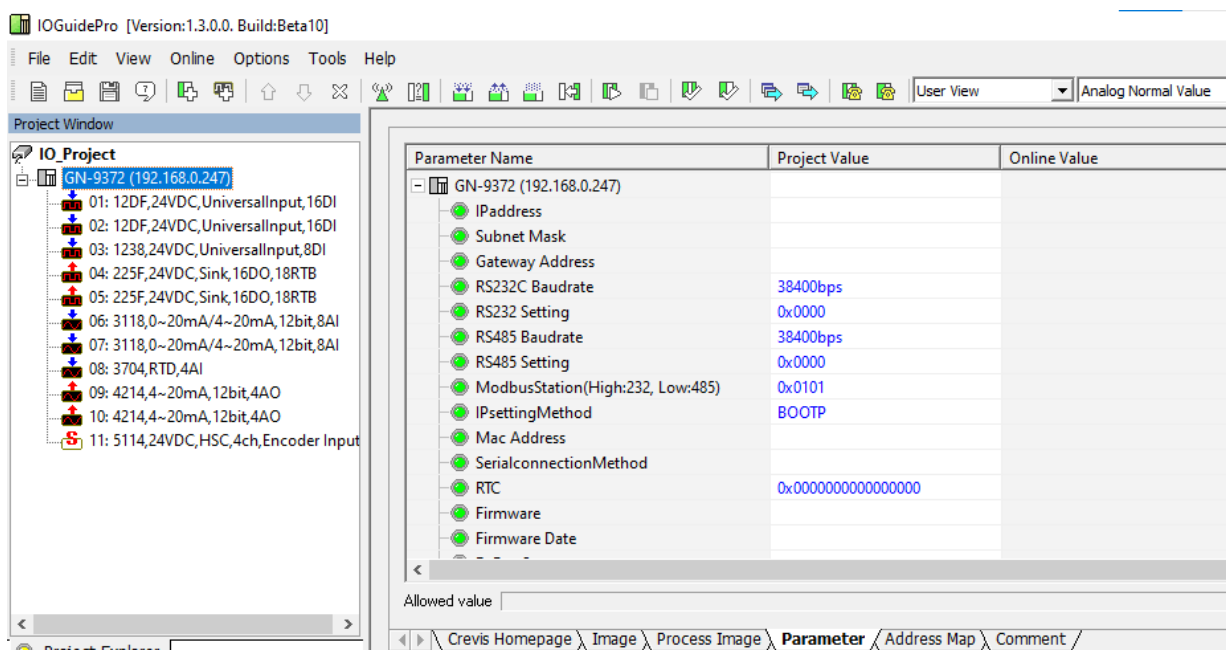 IOGuidePro [Version:1.3.0.0. Build:Beta10]
File Edit View Online Options Tools Help
User View Analog Normal Value
Project Window
IO_Project
GN-9372 (192.168.0.247)
01: 12DF,24VDC,UniversalInput,16DI
02: 12DF,24VDC,UniversalInput,16DI
03: 1238,24VDC,UniversalInput,8DI
04: 225F,24VDC,Sink,16DO,18RTB
05: 225F,24VDC,Sink,16DO,18RTB
06: 3118,0~20mA/4~20mA,12bit,8AI
07: 3118,0~20mA/4~20mA,12bit,8AI
08: 3704,RTD,4AI
09: 4214,4~20mA,12bit,4AO
10: 4214,4~20mA,12bit,4AO
11: 5114,24VDC,HSC,4ch,Encoder Input
Project Explorer
Parameter Name Project Value Online Value
GN-9372 (192.168.0.247)
IPaddress
Subnet Mask
Gateway Address
RS232C Baudrate 38400bps
RS232 Setting 0x0000
RS485 Baudrate 38400bps
RS485 Setting 0x0000
ModbusStation(High:232, Low:485) 0x0101
IPsettingMethod BOOTP
Mac Address
SerialconnectionMethod
RTC 0x0000000000000000
Firmware
Firmware Date
Allowed value
Crevis Homepage Image Process Image Parameter Address Map Comment